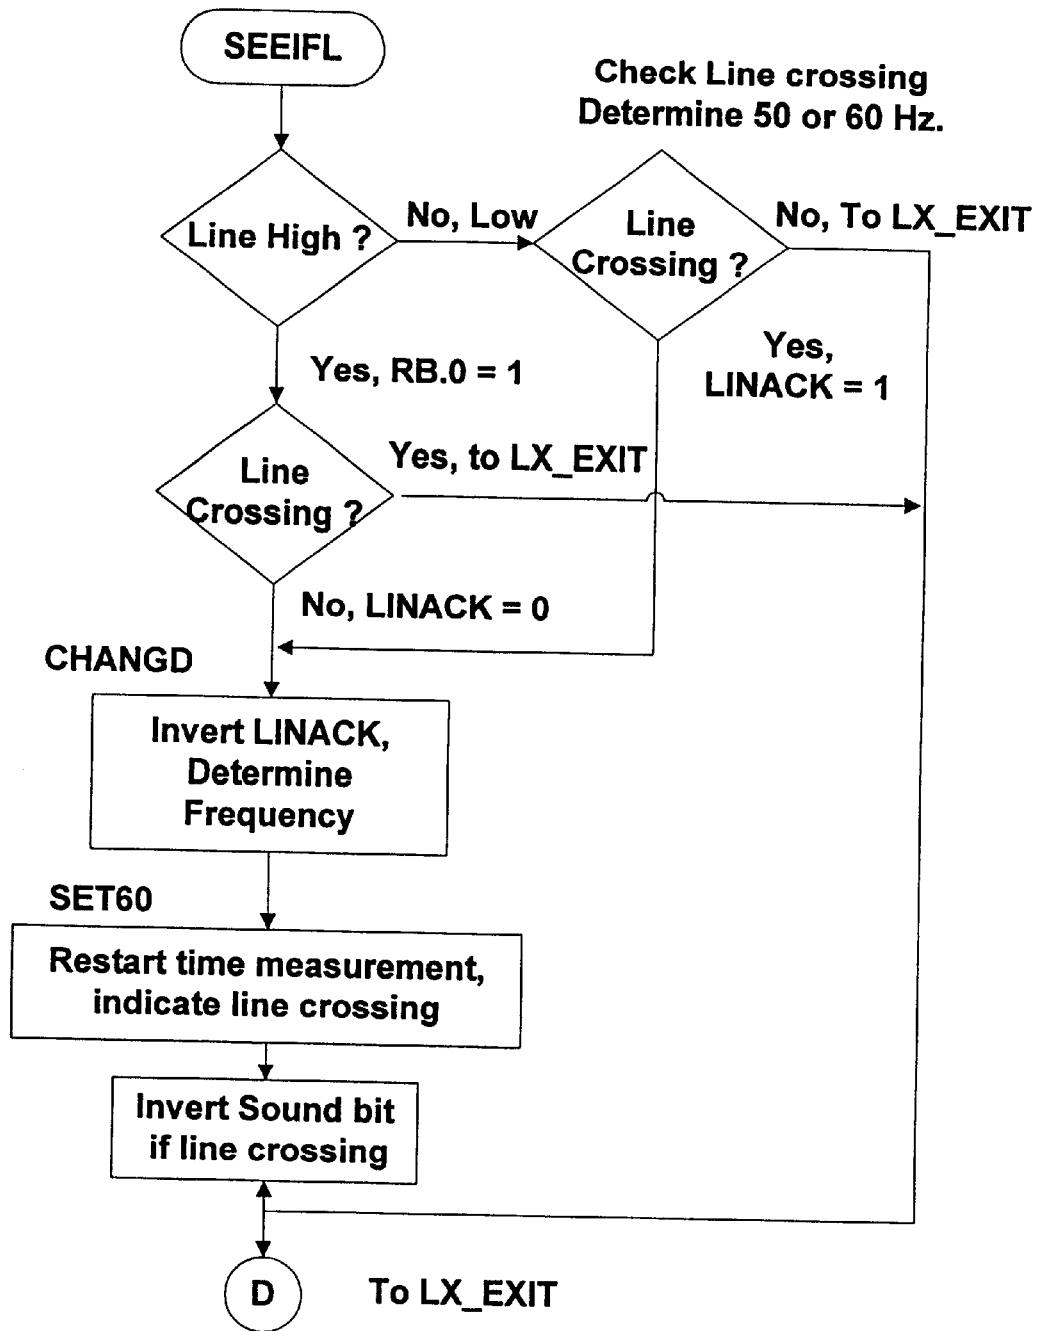 SEEIFL
Check Line crossing
Determine 50 or 60 Hz.
Line High ?
No, Low
Line
Crossing ?
No, To LX_EXIT
Yes, RB.0 = 1
Yes,
LINACK = 1
Line
Crossing ?
Yes, to LX_EXIT
No, LINACK = 0
CHANGD
Invert LINACK,
Determine
Frequency
SET60
Restart time measurement,
indicate line crossing
Invert Sound bit
if line crossing
D
To LX_EXIT